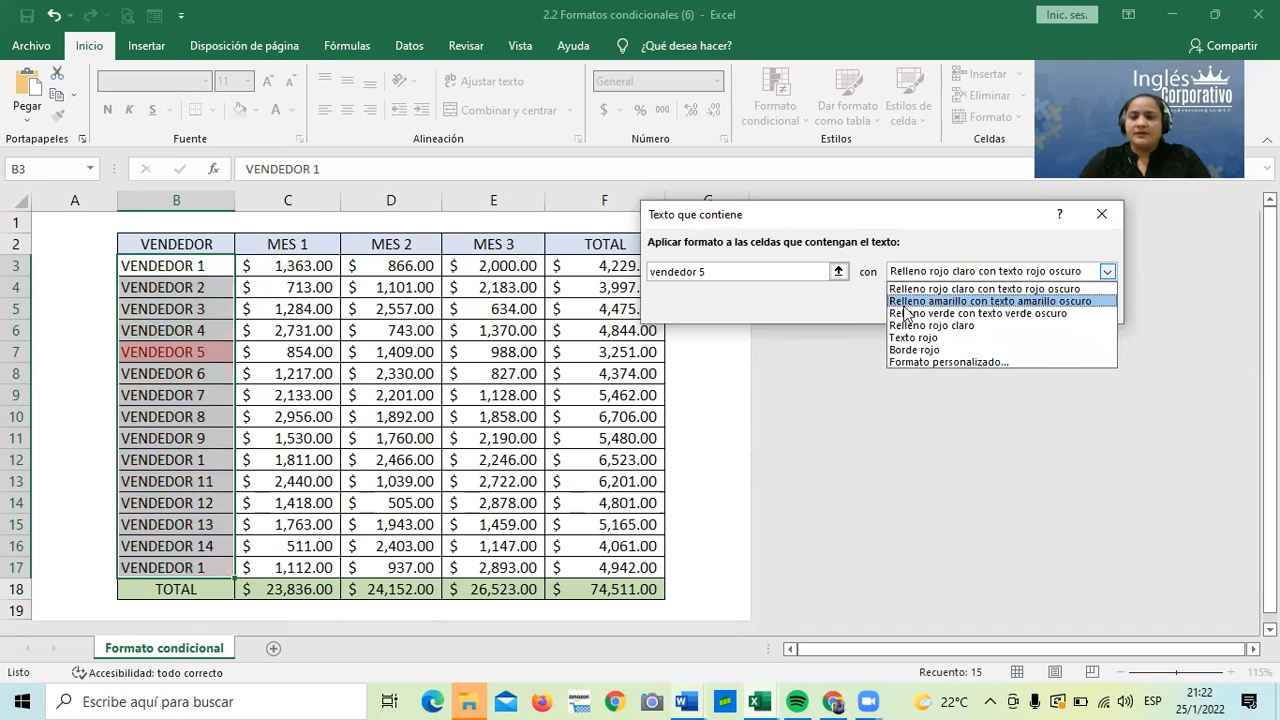 2.2 Formatos condicionales (6) - Excel
Inic. ses.
Archivo Inicio Insertar Disposición de página Fórmulas Datos Revisar Vista Ayuda ¿Qué desea hacer? Compartir
Pegar
N K S
11
Ajustar texto
Combinar y centrar
General
$ % 000
Formato condicional
Dar formato como tabla
Estilos de celda
Insertar
Eliminar
Formato
Inglés
Corporativo
Portapapeles Fuente Alineación Número Estilos Celdas
B3 fx VENDEDOR 1
A B C D E F G
1
2 VENDEDOR MES 1 MES 2 MES 3 TOTAL
3 VENDEDOR 1 $ 1,363.00 $ 866.00 $ 2,000.00 $ 4,229.
4 VENDEDOR 2 $ 713.00 $ 1,101.00 $ 2,183.00 $ 3,997.
5 VENDEDOR 3 $ 1,284.00 $ 2,557.00 $ 634.00 $ 4,475.
6 VENDEDOR 4 $ 2,731.00 $ 743.00 $ 1,370.00 $ 4,844.00
7 VENDEDOR 5 $ 854.00 $ 1,409.00 $ 988.00 $ 3,251.00
8 VENDEDOR 6 $ 1,217.00 $ 2,330.00 $ 827.00 $ 4,374.00
9 VENDEDOR 7 $ 2,133.00 $ 2,201.00 $ 1,128.00 $ 5,462.00
10 VENDEDOR 8 $ 2,956.00 $ 1,892.00 $ 1,858.00 $ 6,706.00
11 VENDEDOR 9 $ 1,530.00 $ 1,760.00 $ 2,190.00 $ 5,480.00
12 VENDEDOR 1 $ 1,811.00 $ 2,466.00 $ 2,246.00 $ 6,523.00
13 VENDEDOR 11 $ 2,440.00 $ 1,039.00 $ 2,722.00 $ 6,201.00
14 VENDEDOR 12 $ 1,418.00 $ 505.00 $ 2,878.00 $ 4,801.00
15 VENDEDOR 13 $ 1,763.00 $ 1,943.00 $ 1,459.00 $ 5,165.00
16 VENDEDOR 14 $ 511.00 $ 2,403.00 $ 1,147.00 $ 4,061.00
17 VENDEDOR 1 $ 1,112.00 $ 937.00 $ 2,893.00 $ 4,942.00
18 TOTAL $ 23,836.00 $ 24,152.00 $ 26,523.00 $ 74,511.00
19
Texto que contiene ?
Aplicar formato a las celdas que contengan el texto:
vendedor 5 con Relleno rojo claro con texto rojo oscuro
Relleno rojo claro con texto rojo oscuro
Relleno amarillo con texto amarillo oscuro
Relleno verde con texto verde oscuro
Relleno rojo claro
Texto rojo
Borde rojo
Formato personalizado...
Formato condicional
Listo Accesibilidad: todo correcto Recuento: 15 115%
Escribe aquí para buscar amazon 22°C ESP 21:22
25/1/2022